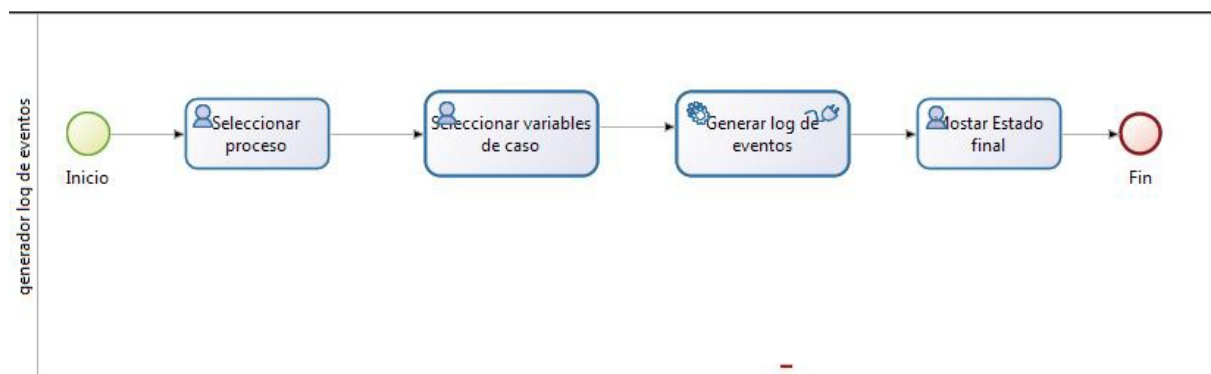 generador log de eventos
Inicio
Seleccionar
proceso
Seleccionar variables
de caso
Generar log de
eventos
Mostar Estado
final
Fin